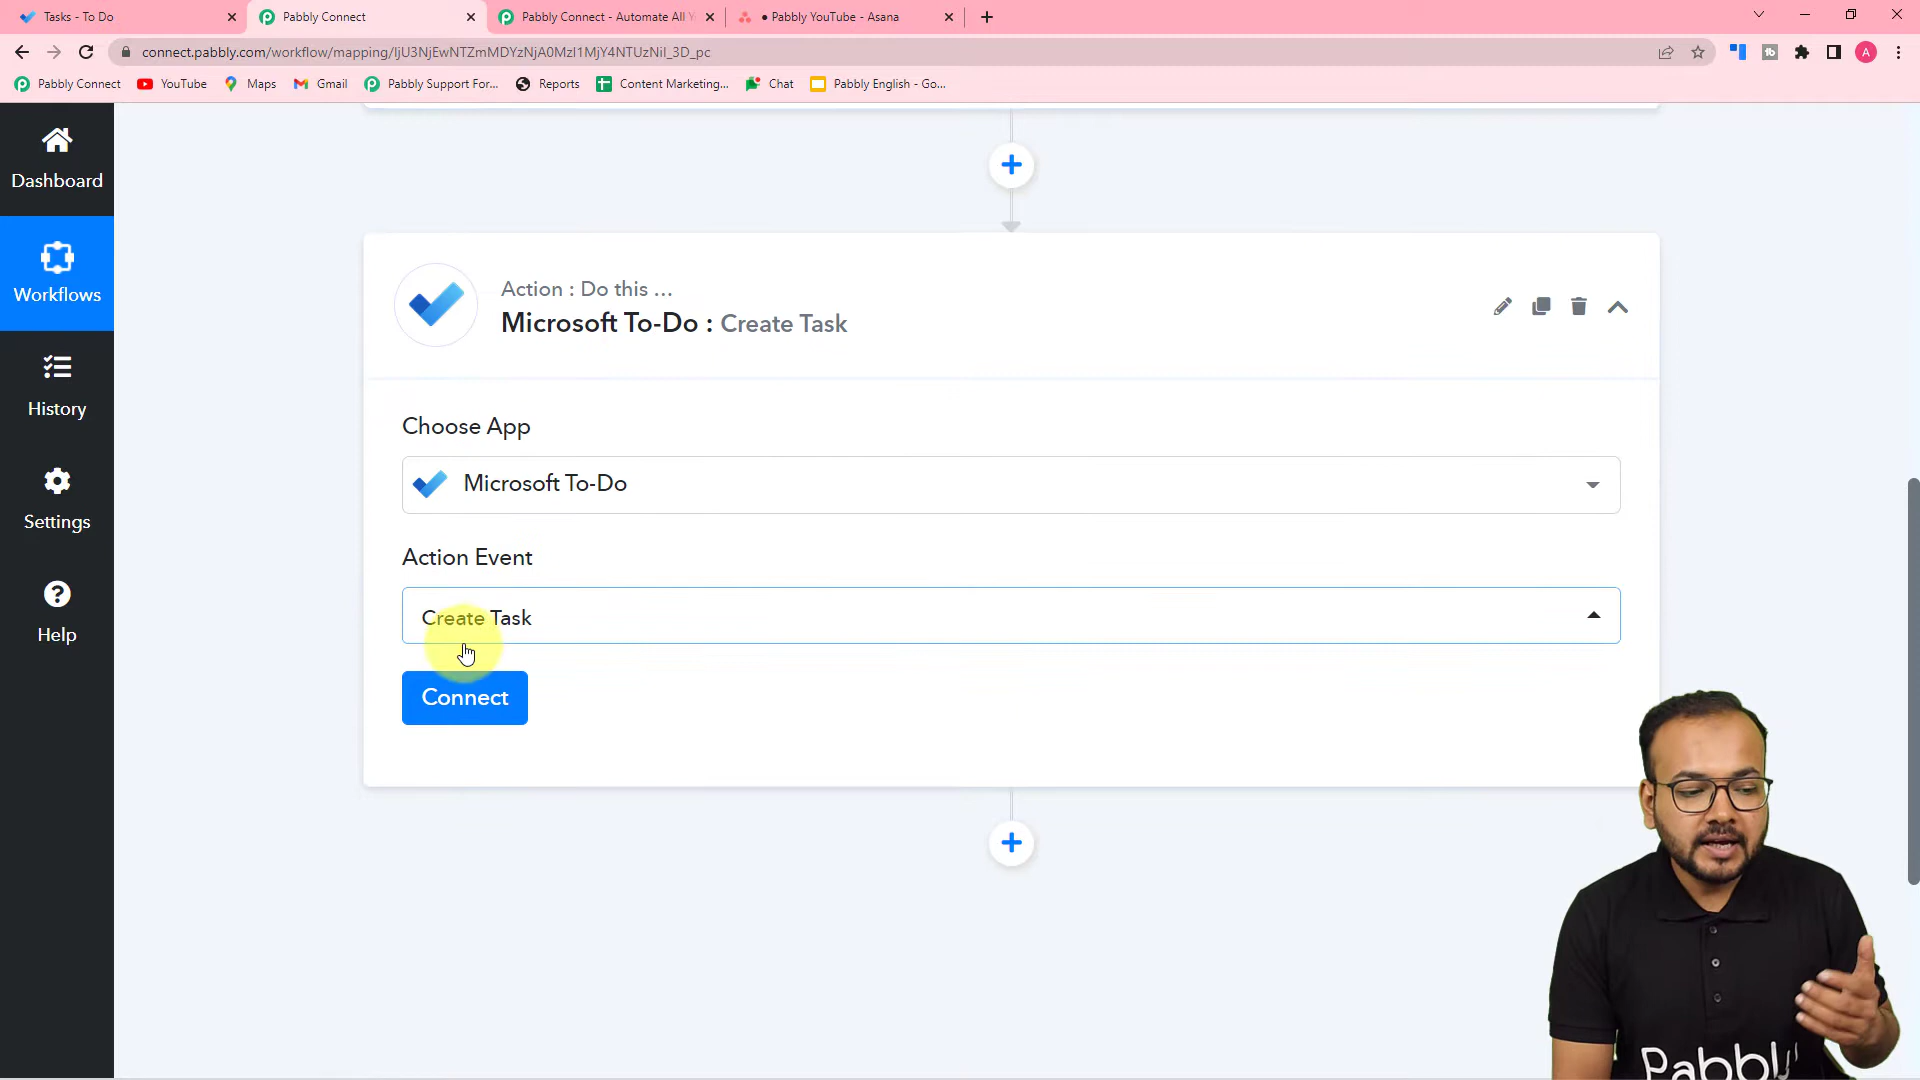 Tasks - To Do
Pabbly Connect
Pabbly Connect - Automate All Y
• Pabbly YouTube - Asana
connect.pabbly.com/workflow/mapping/IjU3NjEwNTZmMDYzNjA0MzI1MjY4NTUzNiI_3D_pc
A
Pabbly Connect
YouTube
Maps
Gmail
Pabbly Support For...
Reports
Content Marketing...
Chat
Pabbly English - Go...
Dashboard
Workflows
History
Settings
Help
Action : Do this ...
Microsoft To-Do : Create Task
Choose App
Microsoft To-Do
Action Event
Create Task
Connect
Pabbly